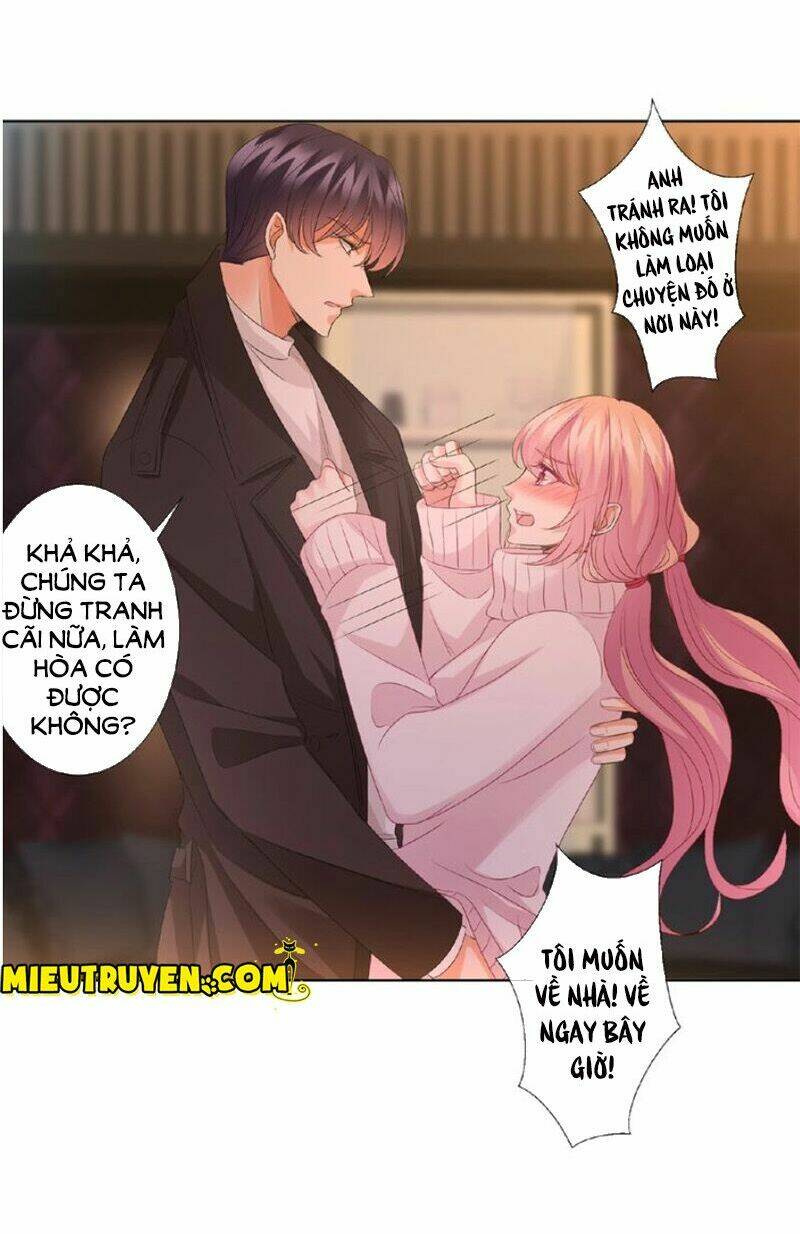 ANH
TRÁNH RA! TÔI
KHÔNG MUỐN
LÀM LOẠI
CHUYỆN ĐÓ Ở
NƠI NÀY!
KHẢ KHẢ,
CHÚNG TA
ĐỪNG TRANH
CÃI NỮA, LÀM
HÒA CÓ
ĐƯỢC
KHÔNG?
TÔI MUỐN
VỀ NHÀ! VỀ
NGAY BÂY
GIỜ!
MIEUTRUYEN.COM